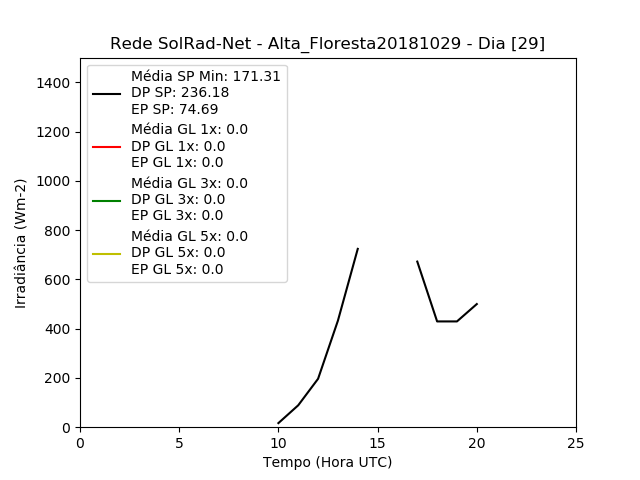 Rede SolRad-Net - Alta_Floresta20181029 - Dia [29]
Média SP Min: 171.31
DP SP: 236.18
EP SP: 74.69
Média GL 1x: 0.0
DP GL 1x: 0.0
EP GL 1x: 0.0
Média GL 3x: 0.0
DP GL 3x: 0.0
EP GL 3x: 0.0
Média GL 5x: 0.0
DP GL 5x: 0.0
EP GL 5x: 0.0
Irradiância (Wm-2)
1400
1200
1000
800
600
400
200
0
0 5 10 15 20 25
Tempo (Hora UTC)